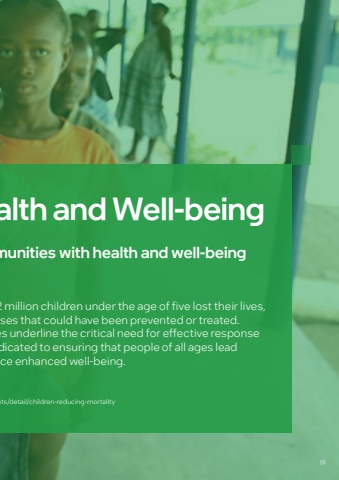 alth and Well-being
munities with health and well-being
2 million children under the age of five lost their lives,
ses that could have been prevented or treated.
es underline the critical need for effective response
dicated to ensuring that people of all ages lead
ce enhanced well-being.
ets/detail/children-reducing-mortality
19